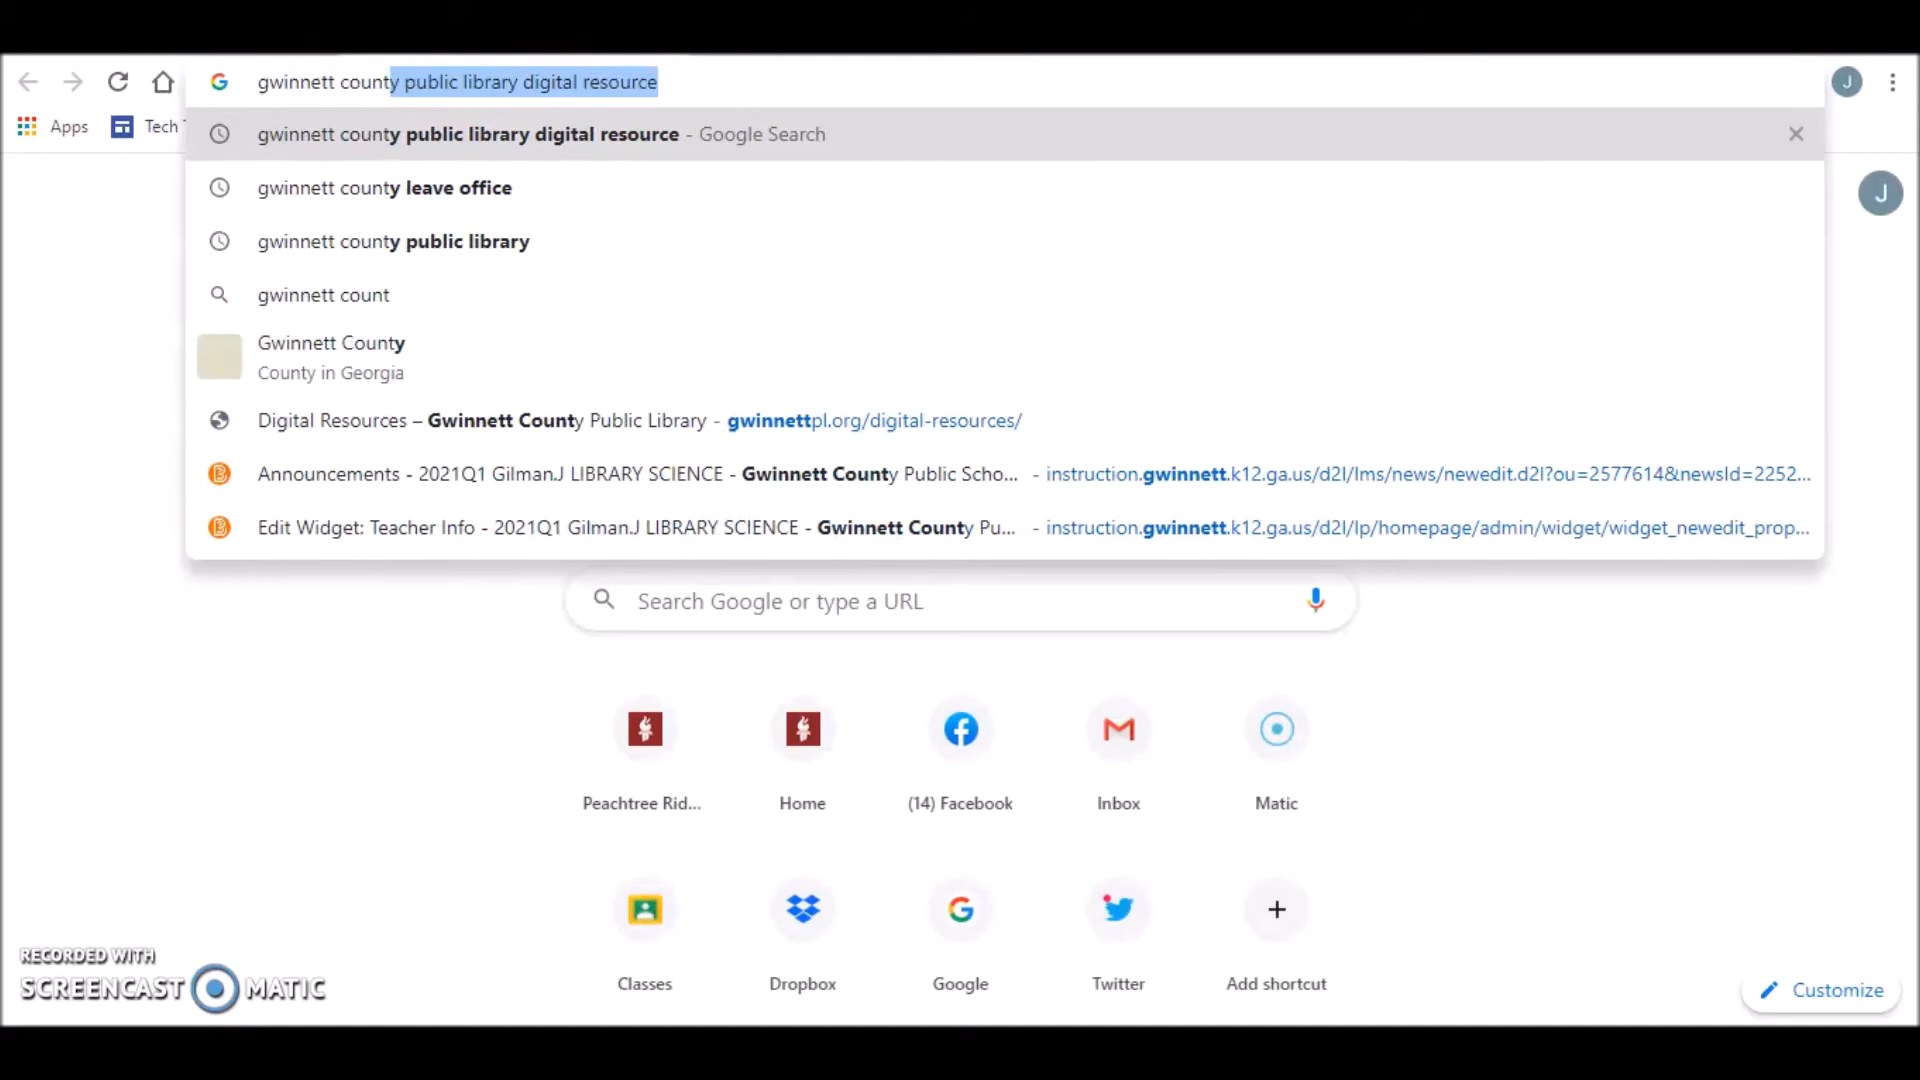 gwinnett county public library digital resource
J
Apps
Tech
gwinnett county public library digital resource - Google Search
gwinnett county leave office
J
gwinnett county public library
gwinnett count
Gwinnett County
County in Georgia
Digital Resources – Gwinnett County Public Library - gwinnettpl.org/digital-resources/
Announcements - 2021Q1 Gilman.J LIBRARY SCIENCE - Gwinnett County Public Scho... - instruction.gwinnett.k12.ga.us/d2l/lms/news/newedit.d2l?ou=2577614&newsId=2252...
Edit Widget: Teacher Info - 2021Q1 Gilman.J LIBRARY SCIENCE - Gwinnett County Pu... - instruction.gwinnett.k12.ga.us/d2l/lp/homepage/admin/widget/widget_newedit_prop...
Search Google or type a URL
Peachtree Rid...
Home
(14) Facebook
Inbox
Matic
Classes
Dropbox
Google
Twitter
Add shortcut
RECORDED WITH
SCREENCAST MATIC
Customize